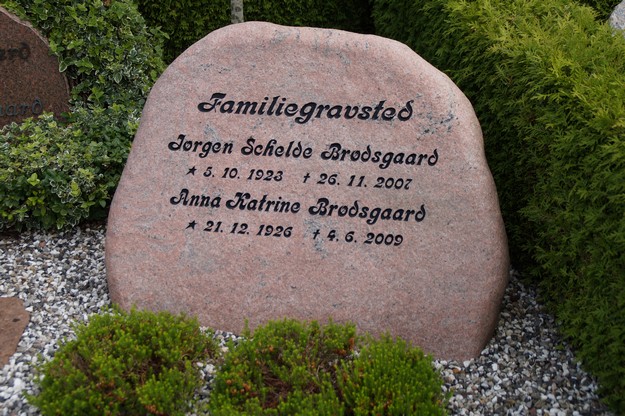 Familiegravsted
Jørgen Schelde Brødsgaard
★ 5. 10. 1923 † 26. 11. 2007
Anna Katrine Brødsgaard
★ 21. 12. 1926 † 4. 6. 2009